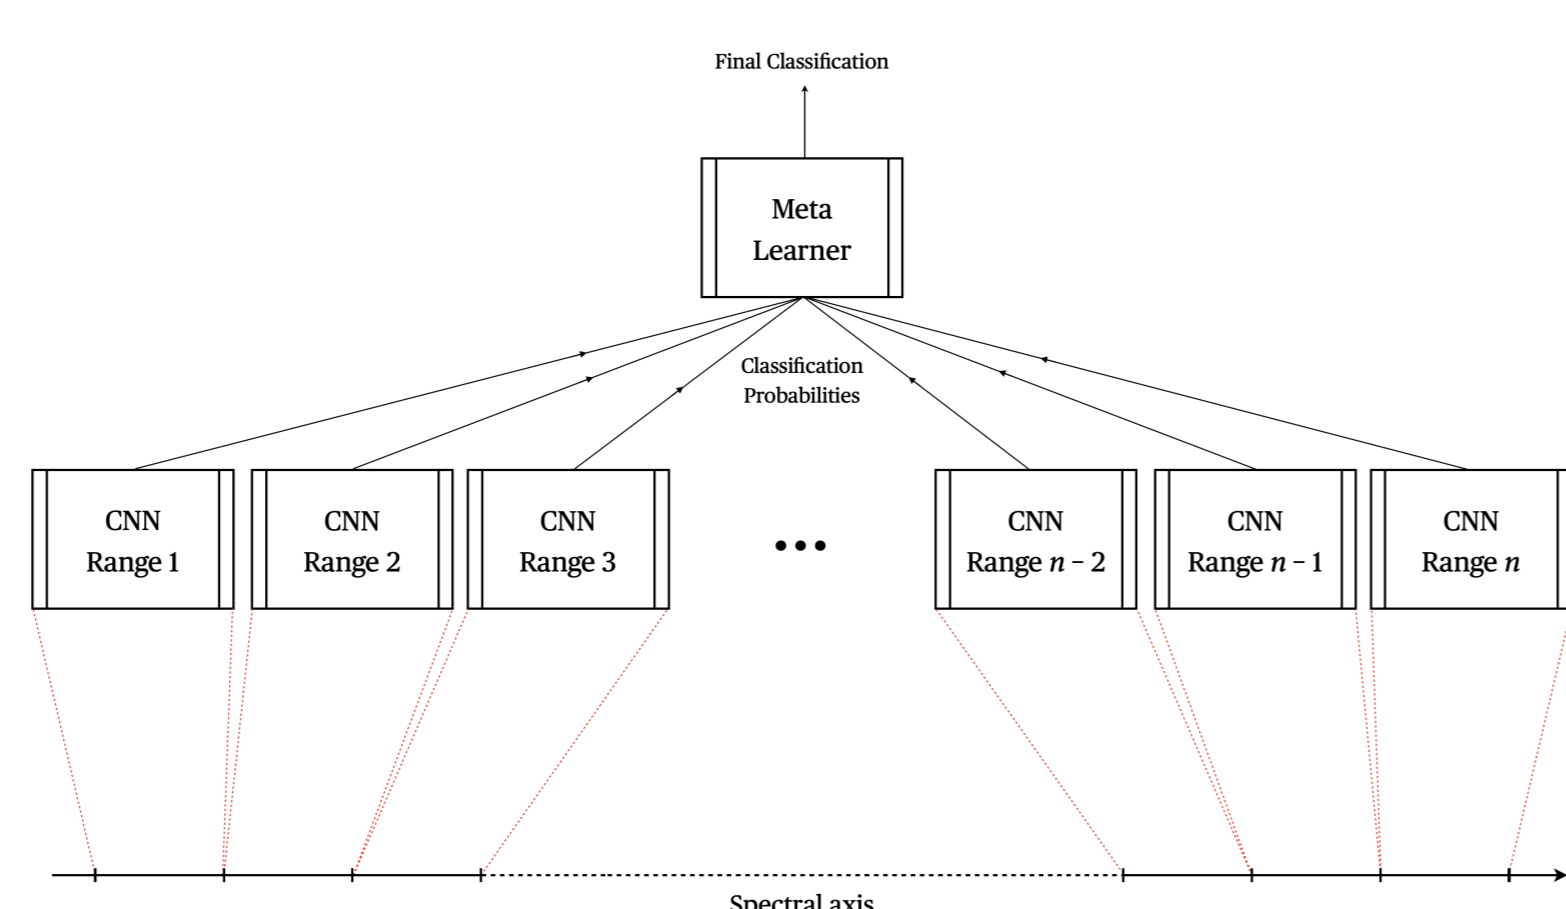 Final Classification
Meta
Learner
Classification
Probabilities
CNN
Range 1
CNN
Range 2
CNN
Range 3
•••
CNN
Range n – 2
CNN
Range n – 1
CNN
Range n
Spectral axis